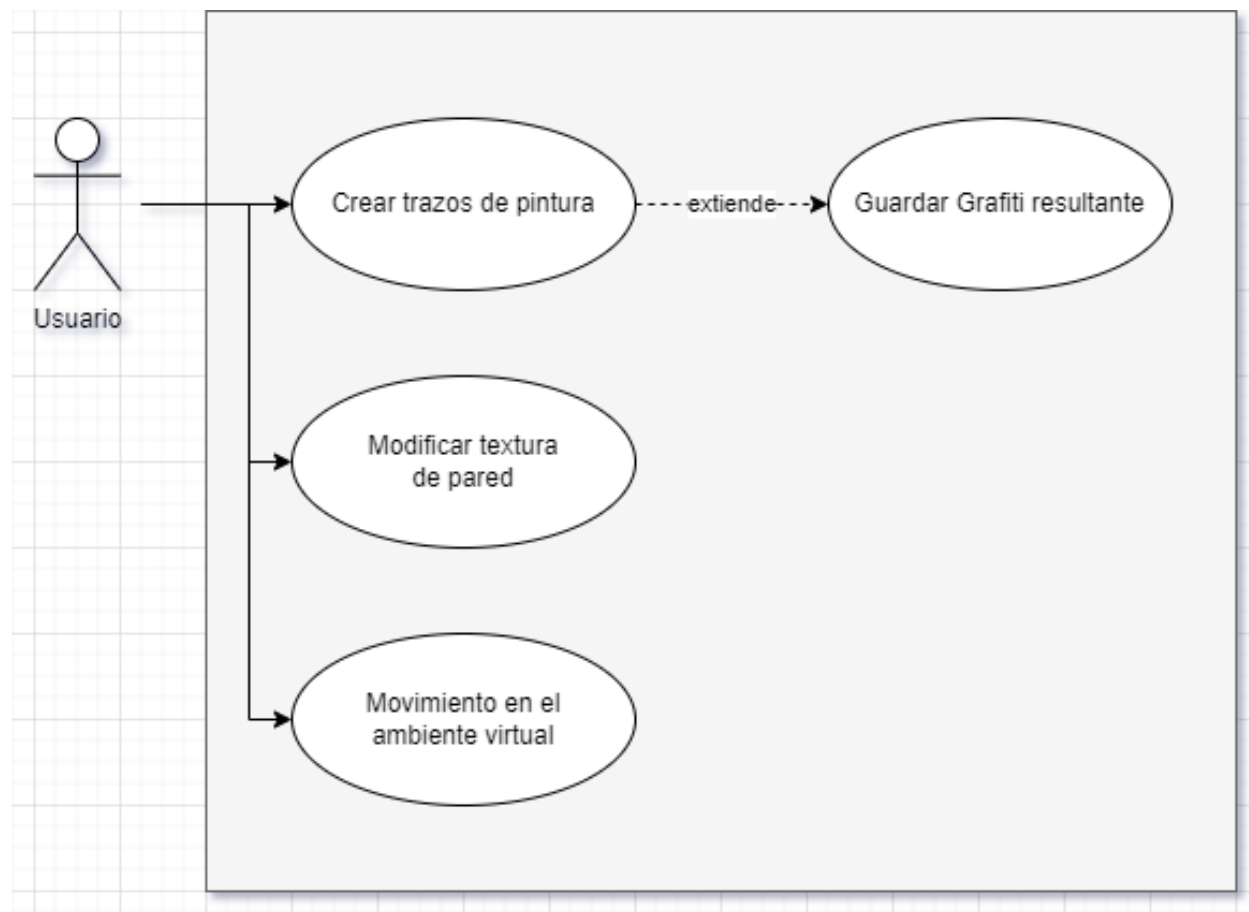 Crear trazos de pintura
extiende
Guardar Grafiti resultante
Usuario
Modificar textura
de pared
Movimiento en el
ambiente virtual